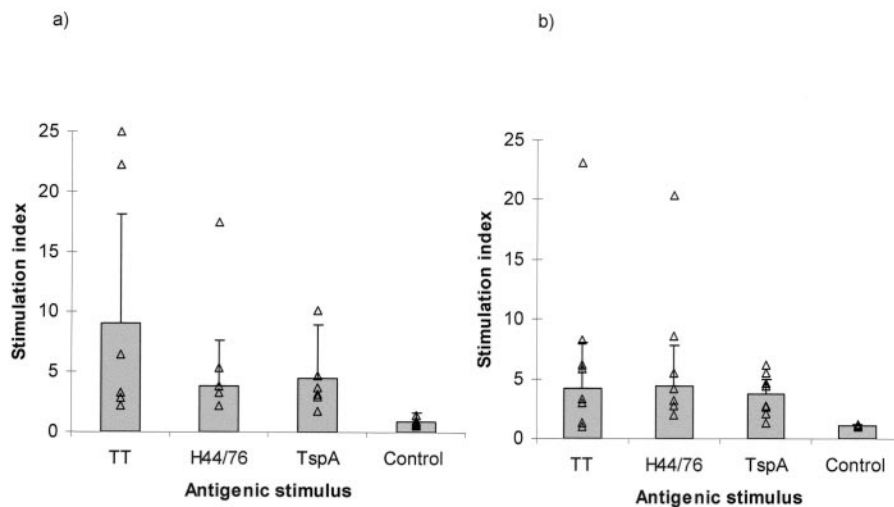 a)
Stimulation index
25
20
15
10
5
0
TT H44/76 TspA Control
Antigenic stimulus
b)
Stimulation index
25
20
15
10
5
0
TT H44/76 TspA Control
Antigenic stimulus